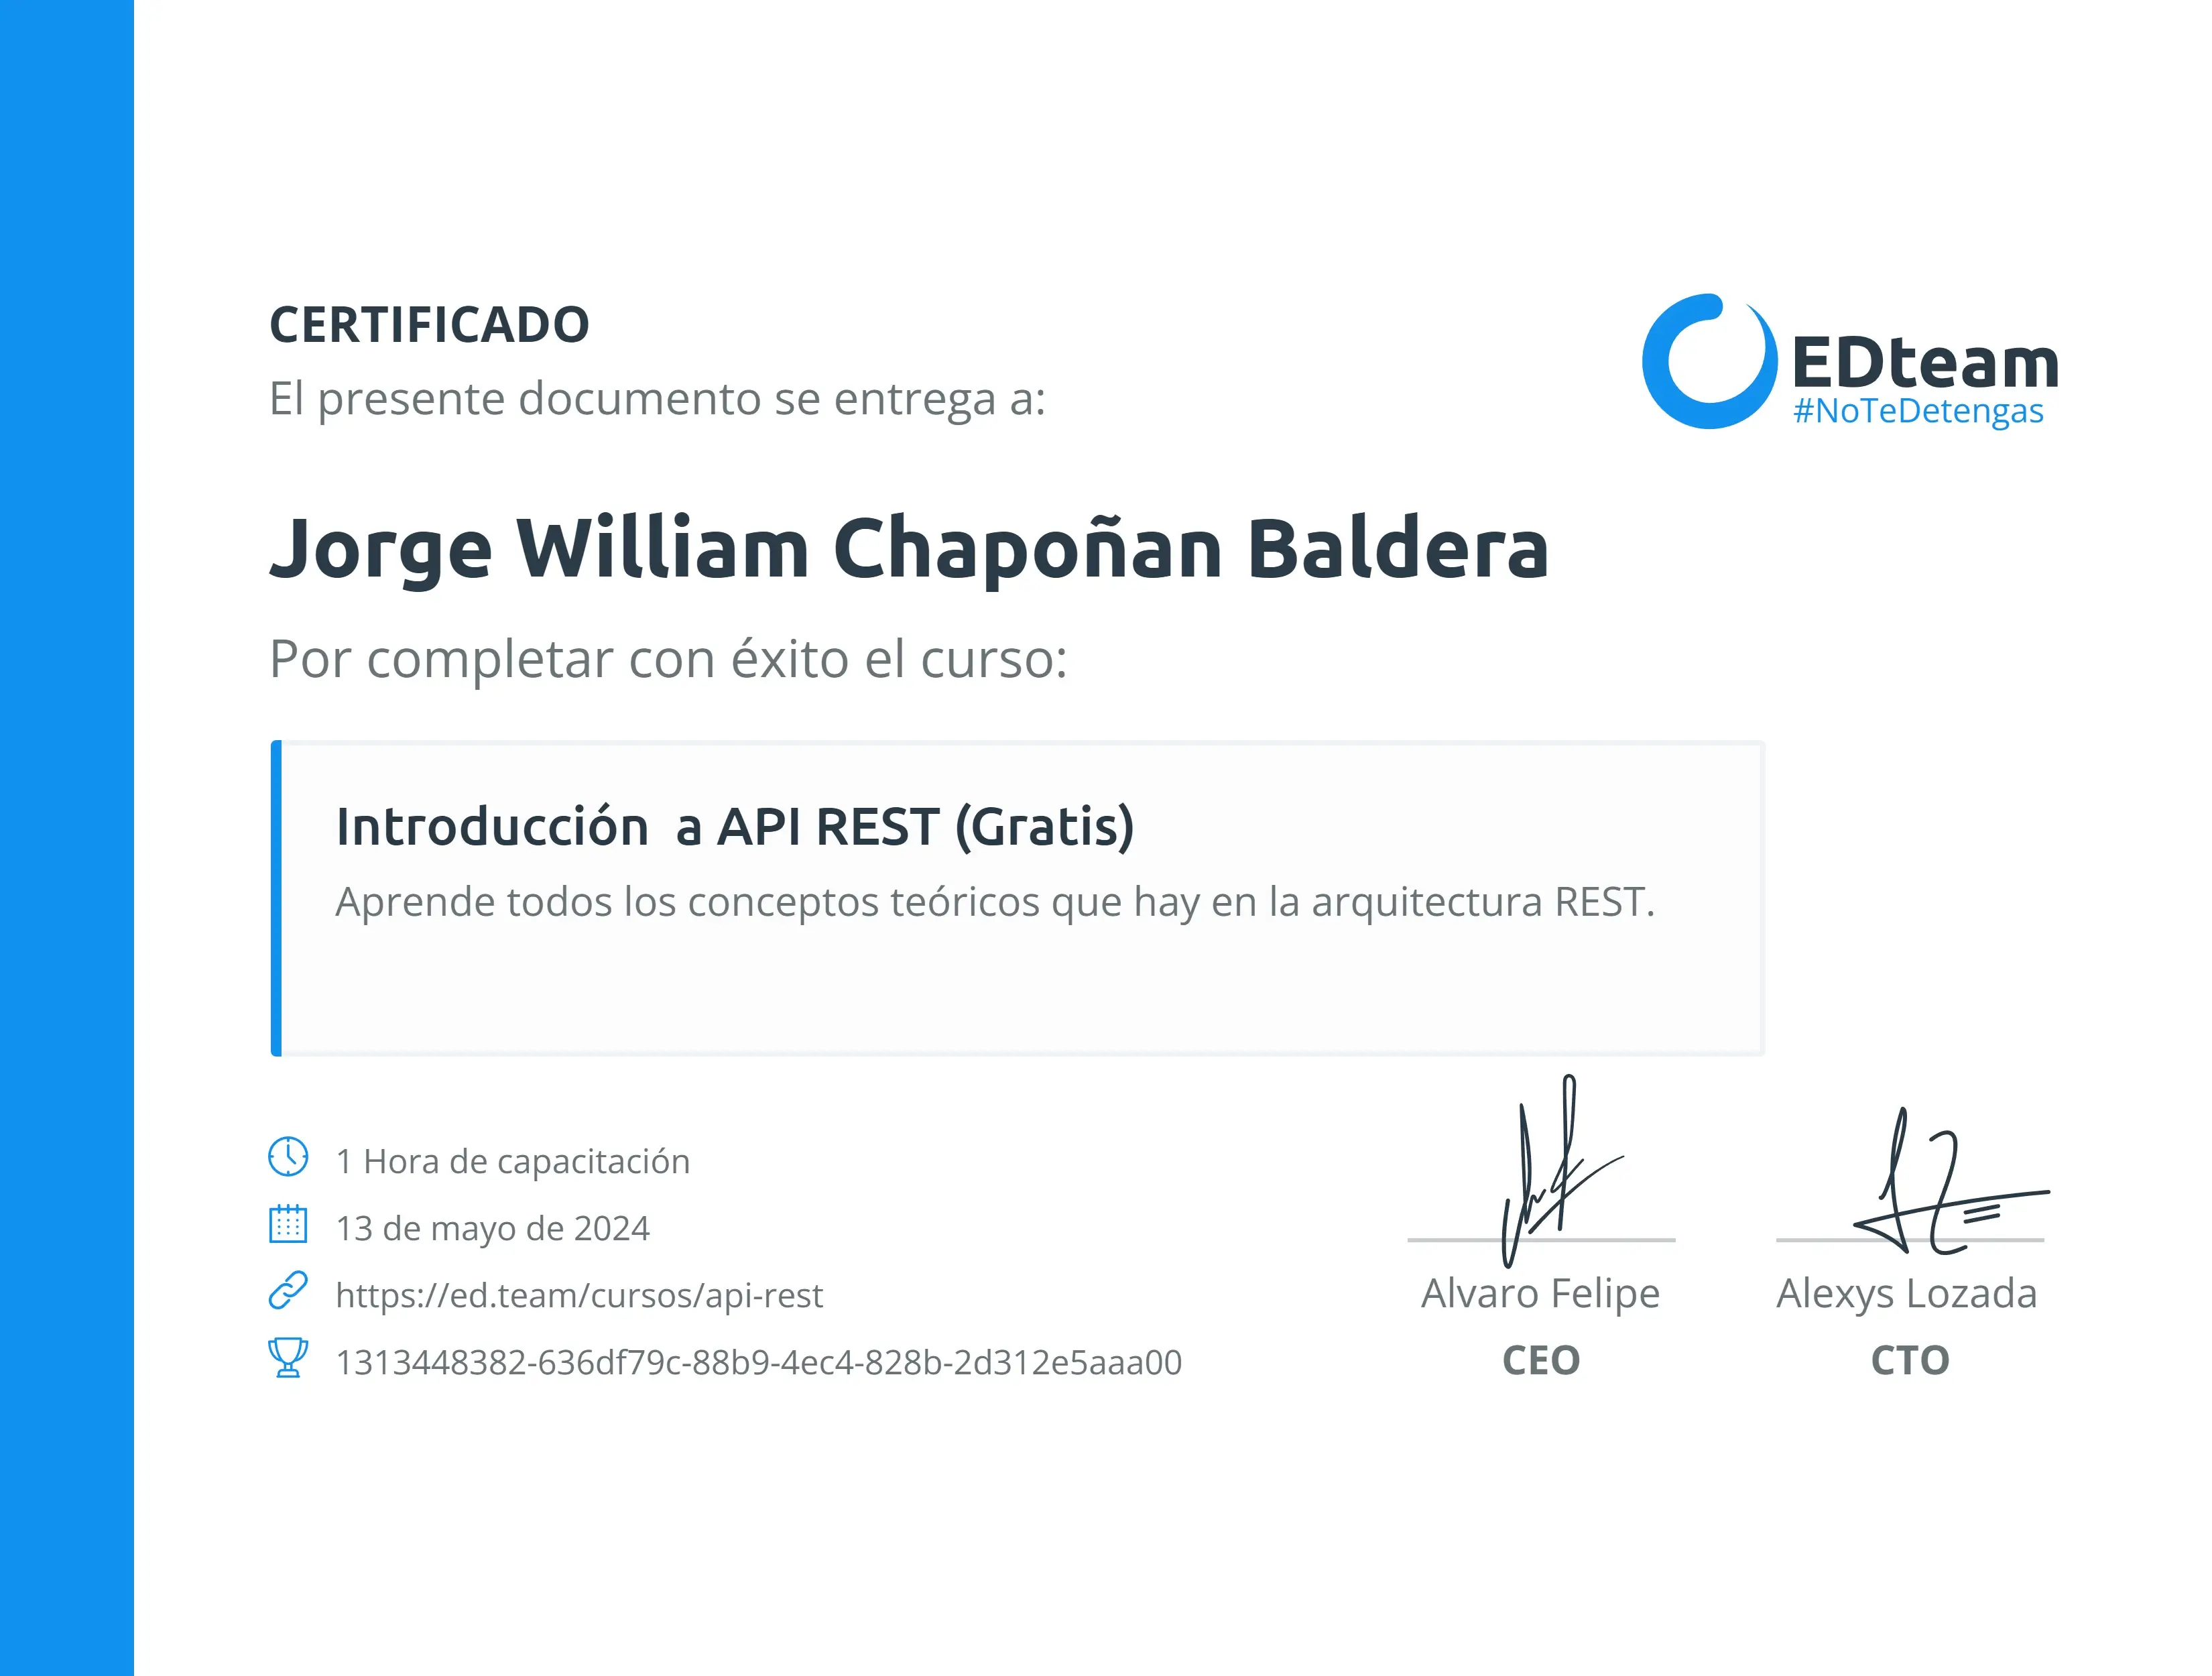 CERTIFICADO
El presente documento se entrega a:
EDteam
#NoTeDetengas
Jorge William Chapoñan Baldera
Por completar con éxito el curso:
Introducción  a API REST (Gratis)
Aprende todos los conceptos teóricos que hay en la arquitectura REST.
1 Hora de capacitación
13 de mayo de 2024
https://ed.team/cursos/api-rest
1313448382-636df79c-88b9-4ec4-828b-2d312e5aaa00
Alvaro Felipe
CEO
Alexys Lozada
CTO